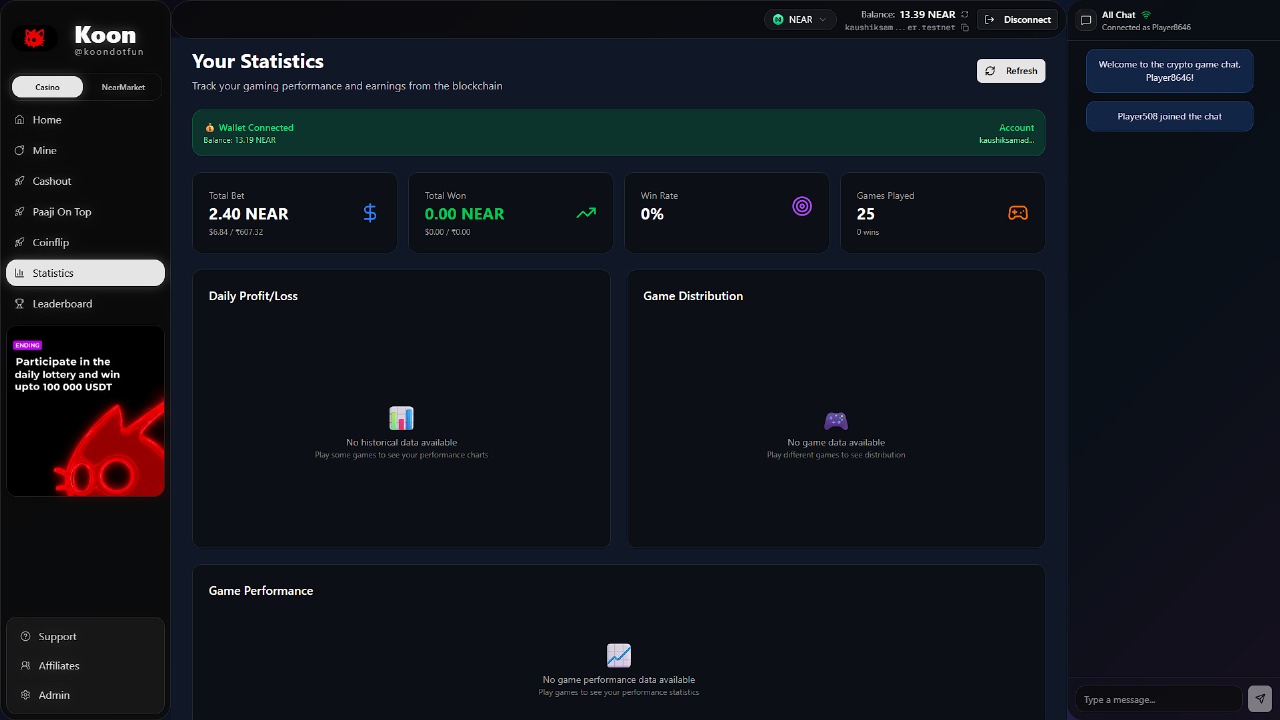 Koon
@koondotfun
Casino
NearMarket
Home
Mine
Cashout
Paaji On Top
Coinflip
Statistics
Leaderboard
ENDING
Participate in the
daily lottery and win
upto 100 000 USDT
Support
Affiliates
Admin
NEAR
Balance: 13.39 NEAR
kaushiksam...er.testnet
Disconnect
Your Statistics
Track your gaming performance and earnings from the blockchain
Refresh
Wallet Connected
Balance: 13.19 NEAR
Account
kaushiksamad...
Total Bet
2.40 NEAR
$6.84 / ₹607.32
Total Won
0.00 NEAR
$0.00 / ₹0.00
Win Rate
0%
Games Played
25
0 wins
Daily Profit/Loss
No historical data available
Play some games to see your performance charts
Game Distribution
No game data available
Play different games to see distribution
Game Performance
No game performance data available
Play games to see your performance statistics
All Chat
Connected as Player8646
Welcome to the crypto game chat,
Player8646!
Player508 joined the chat
Type a message...